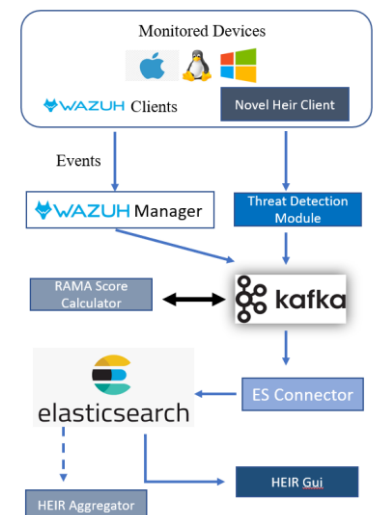 Monitored Devices
WAZUH Clients
Novel Heir Client
Events
WAZUH Manager
Threat Detection
Module
RAMA Score
Calculator
kafka
elasticsearch
ES Connector
HEIR Gui
HEIR Aggregator